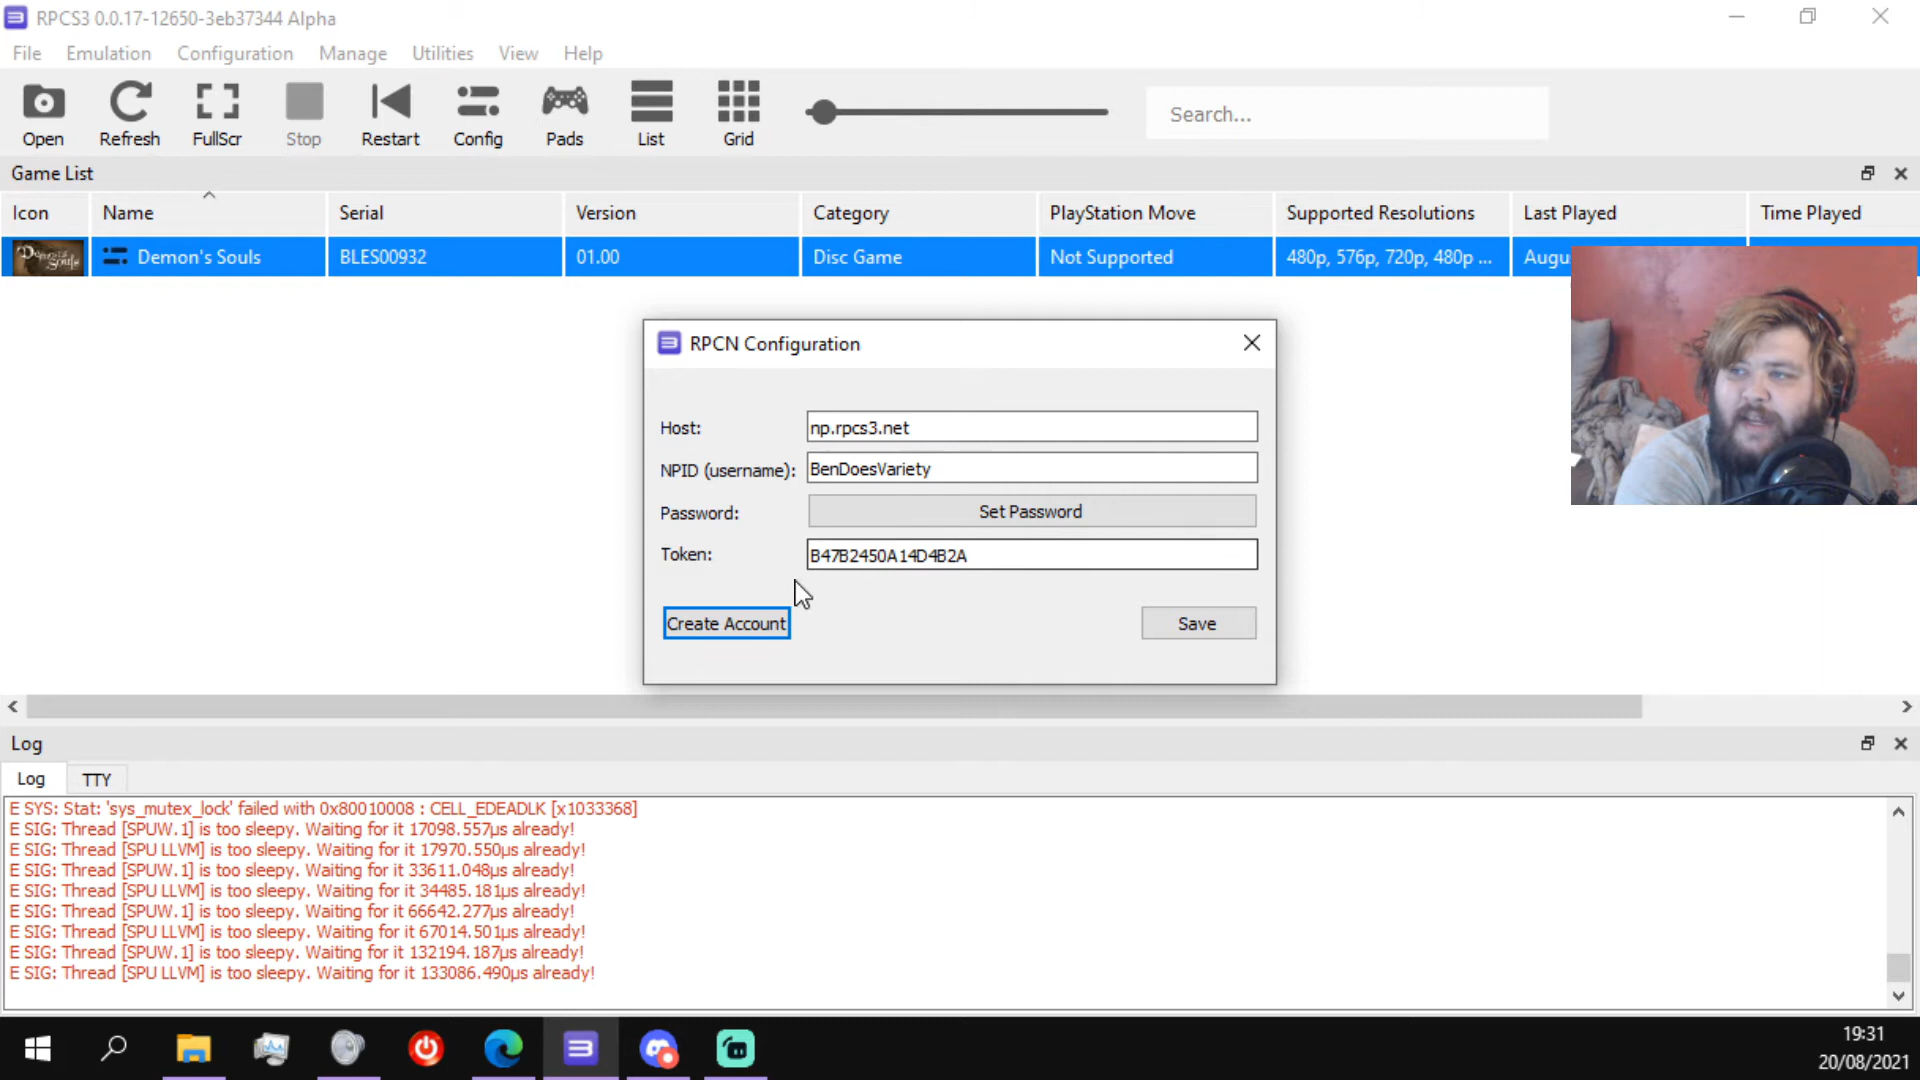 RPCS3 0.0.17-12650-3eb37344 Alpha
File Emulation Configuration Manage Utilities View Help
Open Refresh FullScr Stop Restart Config Pads List Grid Search...
Game List
Icon Name Serial Version Category PlayStation Move Supported Resolutions Last Played Time Played
Demon's Souls Demon's Souls BLES00932 01.00 Disc Game Not Supported 480p, 576p, 720p, 480p ... Augu
RPCN Configuration
Host: np.rpcs3.net
NPID (username): BenDoesVariety
Password: Set Password
Token: B47B2450A14D4B2A
Create Account Save
Log
Log TTY
E SYS: Stat: 'sys_mutex_lock' failed with 0x80010008 : CELL_EDEADLK [x1033368]
E SIG: Thread [SPUW.1] is too sleepy. Waiting for it 17098.557µs already!
E SIG: Thread [SPU LLVM] is too sleepy. Waiting for it 17970.550µs already!
E SIG: Thread [SPUW.1] is too sleepy. Waiting for it 33611.048µs already!
E SIG: Thread [SPU LLVM] is too sleepy. Waiting for it 34485.181µs already!
E SIG: Thread [SPUW.1] is too sleepy. Waiting for it 66642.277µs already!
E SIG: Thread [SPU LLVM] is too sleepy. Waiting for it 67014.501µs already!
E SIG: Thread [SPUW.1] is too sleepy. Waiting for it 132194.187µs already!
E SIG: Thread [SPU LLVM] is too sleepy. Waiting for it 133086.490µs already!
19:31
20/08/2021